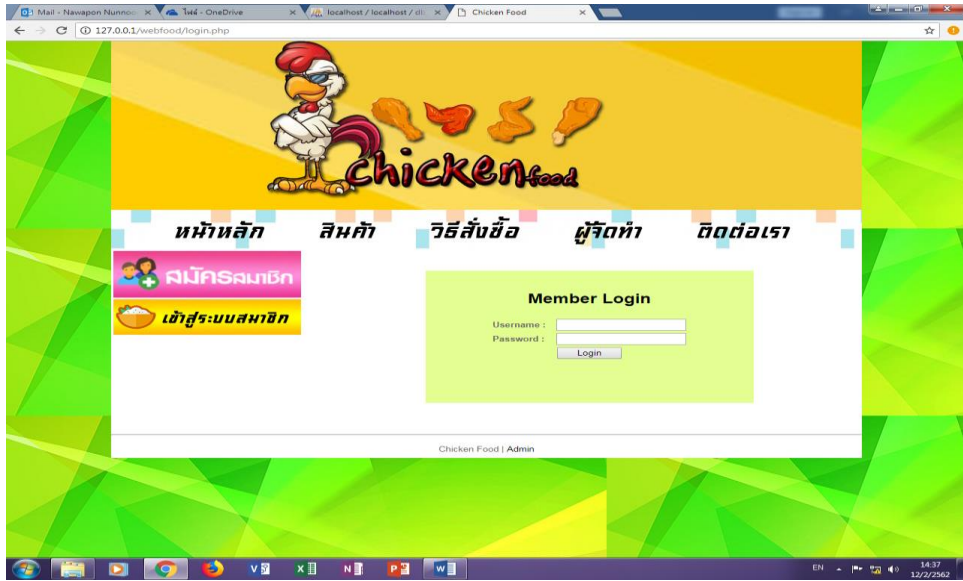 Mail - Nawapon Nunnoo
ไฟล์ - OneDrive
localhost / localhost / di
Chicken Food
127.0.0.1/webfood/login.php
Chicken food
หน้าหลัก สินค้า วิธีสั่งซื้อ ผู้จัดทำ ติดต่อเรา
สมัครสมาชิก
เข้าสู่ระบบสมาชิก
Member Login
Username :
Password :
Login
Chicken Food | Admin
EN
14:37
12/2/2562